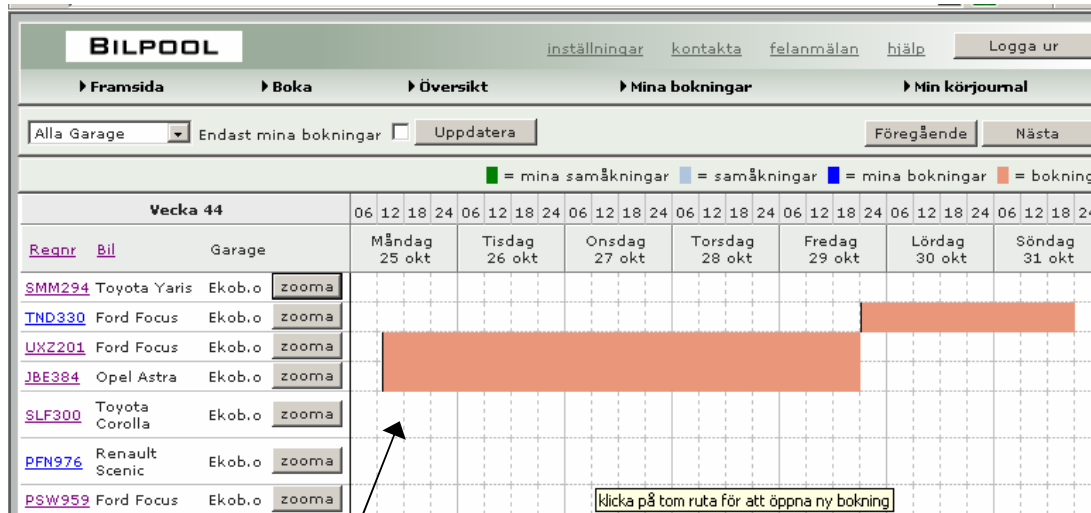 BILPOOL inställningar kontakta felanmälan hjälp Logga ur
Framsida Boka Översikt Mina bokningar Min körjournal
Alla Garage Endast mina bokningar Uppdatera Föregående Nästa
= mina samåkningar = samåkningar = mina bokningar = bokning
Vecka 44 06 12 18 24 06 12 18 24 06 12 18 24 06 12 18 24 06 12 18 24 06 12 18 24 06 12 18 24
Måndag Tisdag Onsdag Torsdag Fredag Lördag Söndag
Regnr Bil Garage 25 okt 26 okt 27 okt 28 okt 29 okt 30 okt 31 okt
SMM294 Toyota Yaris Ekob.o zooma
TND330 Ford Focus Ekob.o zooma
UXZ201 Ford Focus Ekob.o zooma
JBE384 Opel Astra Ekob.o zooma
SLF300 Toyota Corolla Ekob.o zooma
PFN976 Renault Scenic Ekob.o zooma
PSW959 Ford Focus Ekob.o zooma klicka på tom ruta för att öppna ny bokning